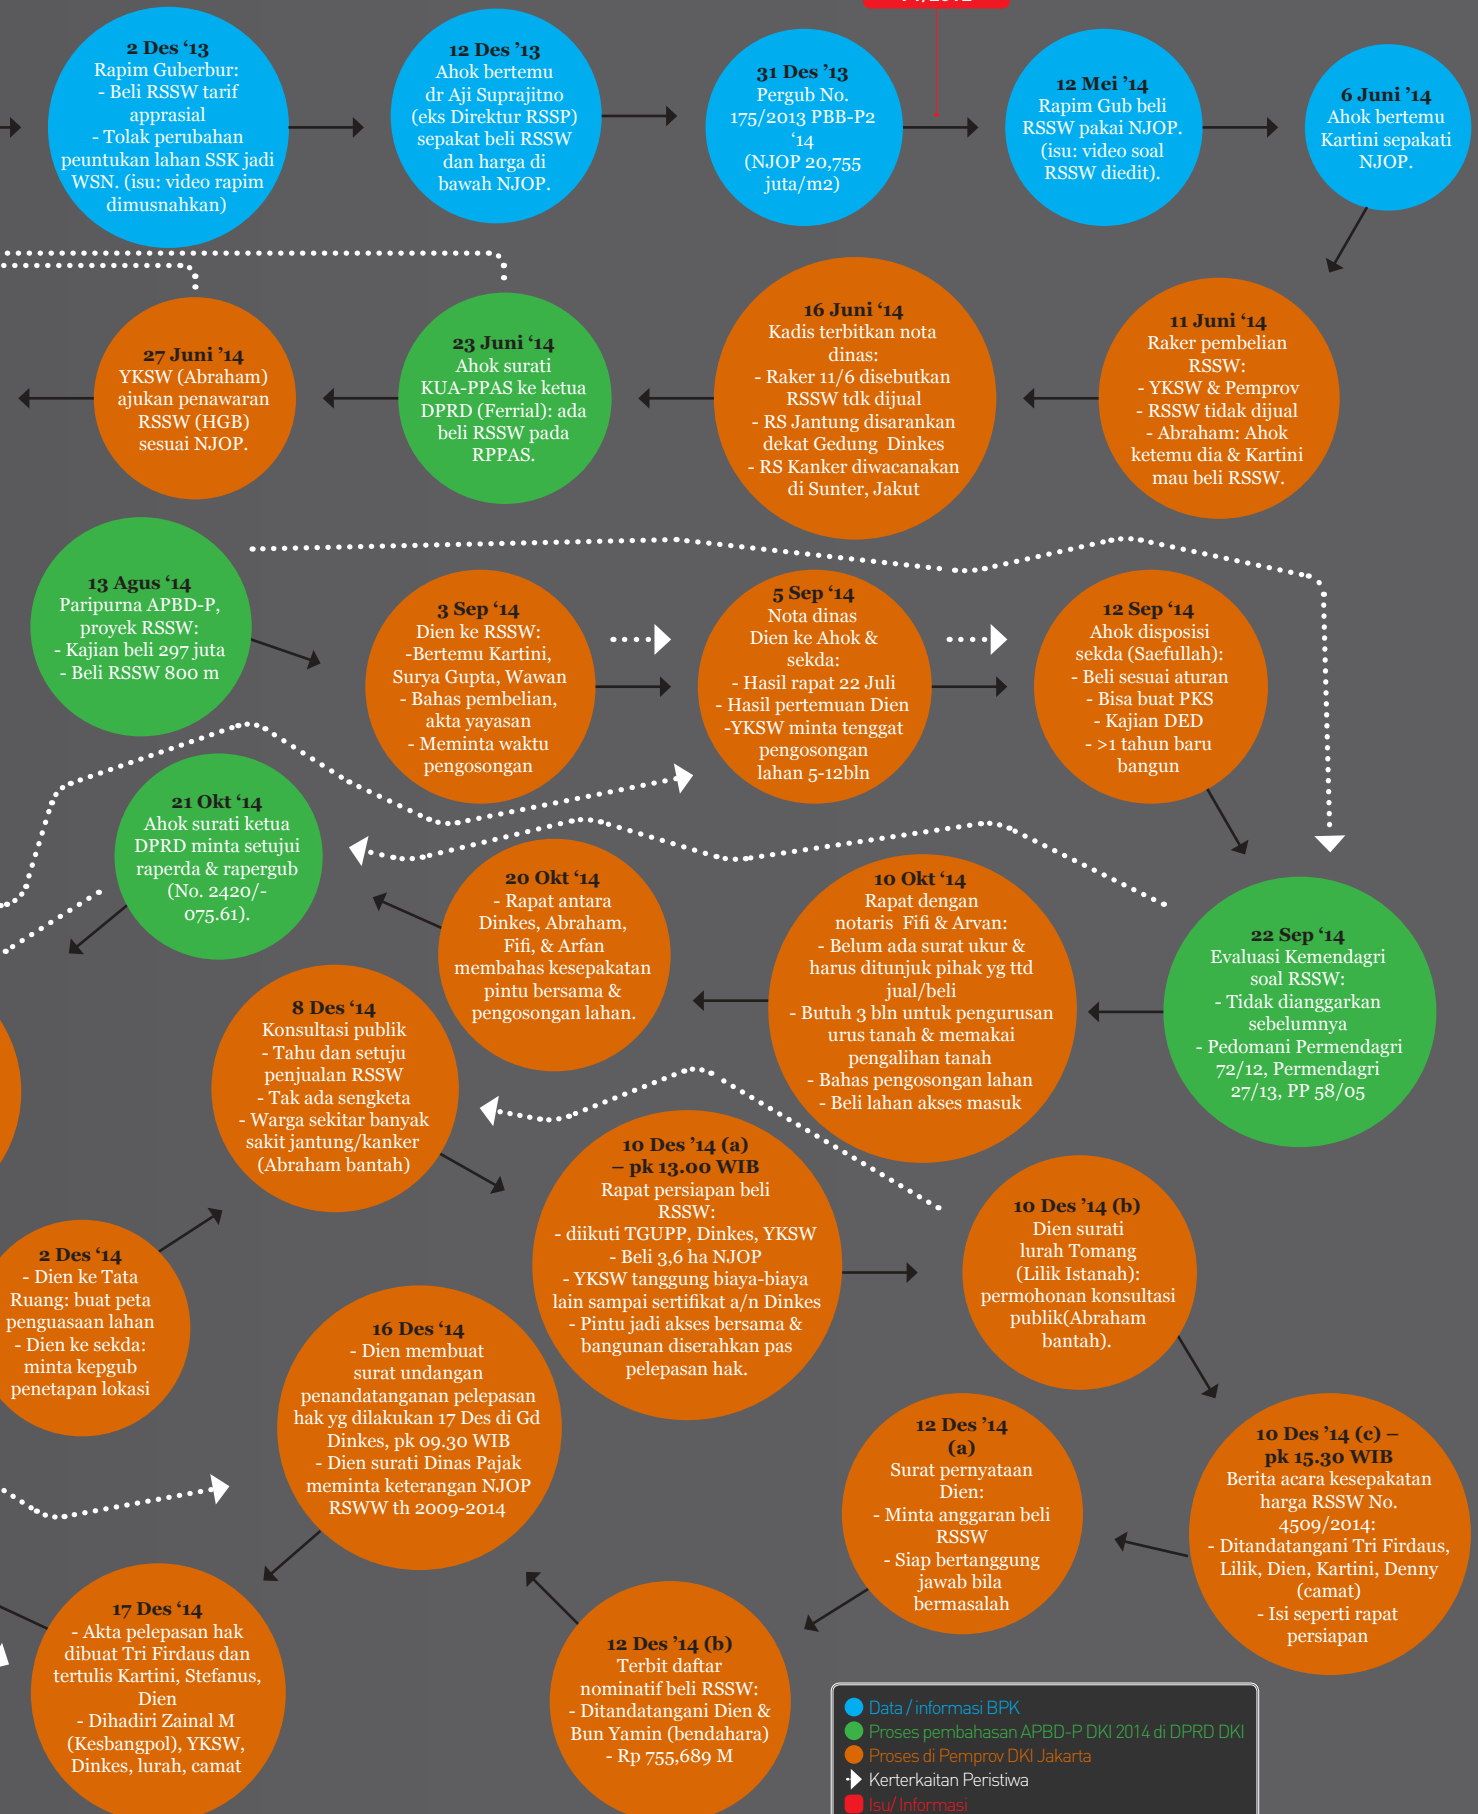 2 Des ‘13
Rapim Guberbur:
- Beli RSSW tarif
apprasial
- Tolak perubahan
peuntukan lahan SSK jadi
WSN. (isu: video rapim
dimusnahkan)
12 Des ’13
Ahok bertemu
dr Aji Suprajitno
(eks Direktur RSSP)
sepakat beli RSSW
dan harga di
bawah NJOP.
31 Des ’13
Pergub No.
175/2013 PBB-P2
‘14
(NJOP 20,755
juta/m2)
12 Mei ’14
Rapim Gub beli
RSSW pakai NJOP.
(isu: video soal
RSSW diedit).
6 Juni ‘14
Ahok bertemu
Kartini sepakati
NJOP.
11 Juni ‘14
Raker pembelian
RSSW:
- YKSW & Pemprov
- RSSW tidak dijual
- Abraham: Ahok
ketemu dia & Kartini
mau beli RSSW.
16 Juni ‘14
Kadis terbitkan nota
dinas:
- Raker 11/6 disebutkan
RSSW tdk dijual
- RS Jantung disarankan
dekat Gedung Dinkes
- RS Kanker diwacanakan
di Sunter, Jakut
23 Juni ‘14
Ahok surati
KUA-PPAS ke ketua
DPRD (Ferrial): ada
beli RSSW pada
RPPAS.
27 Juni ’14
YKSW (Abraham)
ajukan penawaran
RSSW (HGB)
sesuai NJOP.
13 Agus ‘14
Paripurna APBD-P,
proyek RSSW:
- Kajian beli 297 juta
- Beli RSSW 800 m
3 Sep ‘14
Dien ke RSSW:
-Bertemu Kartini,
Surya Gupta, Wawan
- Bahas pembelian,
akta yayasan
- Meminta waktu
pengosongan
5 Sep ‘14
Nota dinas
Dien ke Ahok &
sekda:
- Hasil rapat 22 Juli
- Hasil pertemuan Dien
-YKSW minta tenggat
pengosongan
lahan 5-12bln
12 Sep ‘14
Ahok disposisi
sekda (Saefullah):
- Beli sesuai aturan
- Bisa buat PKS
- Kajian DED
- >1 tahun baru
bangun
22 Sep ‘14
Evaluasi Kemendagri
soal RSSW:
- Tidak dianggarkan
sebelumnya
- Pedomani Permendagri
72/12, Permendagri
27/13, PP 58/05
10 Okt ‘14
Rapat dengan
notaris Fifi & Arvan:
- Belum ada surat ukur &
harus ditunjuk pihak yg ttd
jual/beli
- Butuh 3 bln untuk pengurusan
urus tanah & memakai
pengalihan tanah
- Bahas pengosongan lahan
- Beli lahan akses masuk
20 Okt ‘14
- Rapat antara
Dinkes, Abraham,
Fifi, & Arfan
membahas kesepakatan
pintu bersama &
pengosongan lahan.
21 Okt ‘14
Ahok surati ketua
DPRD minta setujui
raperda & rapergub
(No. 2420/-
075.61).
2 Des ‘14
- Dien ke Tata
Ruang: buat peta
penguasaan lahan
- Dien ke sekda:
minta kepgub
penetapan lokasi
8 Des ‘14
Konsultasi publik
- Tahu dan setuju
penjualan RSSW
- Tak ada sengketa
- Warga sekitar banyak
sakit jantung/kanker
(Abraham bantah)
10 Des ’14 (a)
– pk 13.00 WIB
Rapat persiapan beli
RSSW:
- diikuti TGUPP, Dinkes, YKSW
- Beli 3,6 ha NJOP
- YKSW tanggung biaya-biaya
lain sampai sertifikat a/n Dinkes
- Pintu jadi akses bersama &
bangunan diserahkan pas
pelepasan hak.
10 Des ’14 (b)
Dien surati
lurah Tomang
(Lilik Istanah):
permohonan konsultasi
publik(Abraham
bantah).
10 Des ’14 (c) –
pk 15.30 WIB
Berita acara kesepakatan
harga RSSW No.
4509/2014:
- Ditandatangani Tri Firdaus,
Lilik, Dien, Kartini, Denny
(camat)
- Isi seperti rapat
persiapan
12 Des ’14
(a)
Surat pernyataan
Dien:
- Minta anggaran beli
RSSW
- Siap bertanggung
jawab bila
bermasalah
12 Des ’14 (b)
Terbit daftar
nominatif beli RSSW:
- Ditandatangani Dien &
Bun Yamin (bendahara)
- Rp 755,689 M
16 Des ‘14
- Dien membuat
surat undangan
penandatanganan pelepasan
hak yg dilakukan 17 Des di Gd
Dinkes, pk 09.30 WIB
- Dien surati Dinas Pajak
meminta keterangan NJOP
RSWW th 2009-2014
17 Des ‘14
- Akta pelepasan hak
dibuat Tri Firdaus dan
tertulis Kartini, Stefanus,
Dien
- Dihadiri Zainal M
(Kesbangpol), YKSW,
Dinkes, lurah, camat
Data / informasi BPK
Proses pembahasan APBD-P DKI 2014 di DPRD DKI
Proses di Pemprov DKI Jakarta
Kerterkaitan Peristiwa
Isu/ Informasi